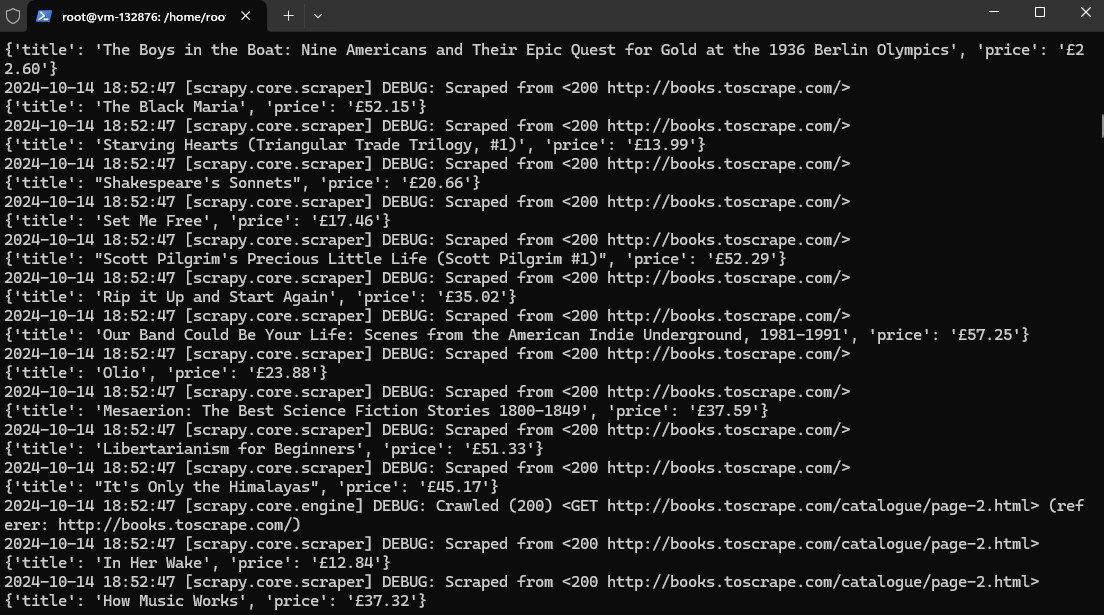 root@vm-132876: /home/roo
{'title': 'The Boys in the Boat: Nine Americans and Their Epic Quest for Gold at the 1936 Berlin Olympics', 'price': '£2
2.60'}
2024-10-14 18:52:47 [scrapy.core.scraper] DEBUG: Scraped from <200 http://books.toscrape.com/>
{'title': 'The Black Maria', 'price': '£52.15'}
2024-10-14 18:52:47 [scrapy.core.scraper] DEBUG: Scraped from <200 http://books.toscrape.com/>
{'title': 'Starving Hearts (Triangular Trade Trilogy, #1)', 'price': '£13.99'}
2024-10-14 18:52:47 [scrapy.core.scraper] DEBUG: Scraped from <200 http://books.toscrape.com/>
{'title': "Shakespeare's Sonnets", 'price': '£20.66'}
2024-10-14 18:52:47 [scrapy.core.scraper] DEBUG: Scraped from <200 http://books.toscrape.com/>
{'title': 'Set Me Free', 'price': '£17.46'}
2024-10-14 18:52:47 [scrapy.core.scraper] DEBUG: Scraped from <200 http://books.toscrape.com/>
{'title': "Scott Pilgrim's Precious Little Life (Scott Pilgrim #1)", 'price': '£52.29'}
2024-10-14 18:52:47 [scrapy.core.scraper] DEBUG: Scraped from <200 http://books.toscrape.com/>
{'title': 'Rip it Up and Start Again', 'price': '£35.02'}
2024-10-14 18:52:47 [scrapy.core.scraper] DEBUG: Scraped from <200 http://books.toscrape.com/>
{'title': 'Our Band Could Be Your Life: Scenes from the American Indie Underground, 1981-1991', 'price': '£57.25'}
2024-10-14 18:52:47 [scrapy.core.scraper] DEBUG: Scraped from <200 http://books.toscrape.com/>
{'title': 'Olio', 'price': '£23.88'}
2024-10-14 18:52:47 [scrapy.core.scraper] DEBUG: Scraped from <200 http://books.toscrape.com/>
{'title': 'Mesaerion: The Best Science Fiction Stories 1800-1849', 'price': '£37.59'}
2024-10-14 18:52:47 [scrapy.core.scraper] DEBUG: Scraped from <200 http://books.toscrape.com/>
{'title': 'Libertarianism for Beginners', 'price': '£51.33'}
2024-10-14 18:52:47 [scrapy.core.scraper] DEBUG: Scraped from <200 http://books.toscrape.com/>
{'title': "It's Only the Himalayas", 'price': '£45.17'}
2024-10-14 18:52:47 [scrapy.core.engine] DEBUG: Crawled (200) <GET http://books.toscrape.com/catalogue/page-2.html> (ref
erer: http://books.toscrape.com/)
2024-10-14 18:52:47 [scrapy.core.scraper] DEBUG: Scraped from <200 http://books.toscrape.com/catalogue/page-2.html>
{'title': 'In Her Wake', 'price': '£12.84'}
2024-10-14 18:52:47 [scrapy.core.scraper] DEBUG: Scraped from <200 http://books.toscrape.com/catalogue/page-2.html>
{'title': 'How Music Works', 'price': '£37.32'}